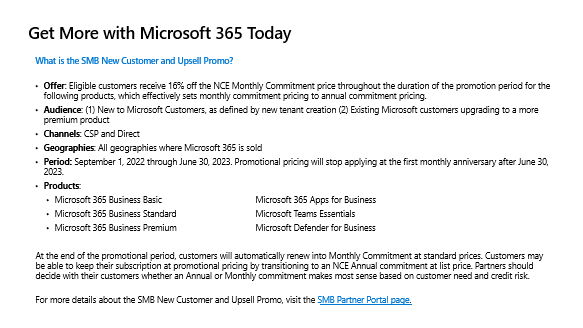 Get More with Microsoft 365 Today
What is the SMB New Customer and Upsell Promo?
• Offer: Eligible customers receive 16% off the NCE Monthly Commitment price throughout the duration of the promotion period for the
following products, which effectively sets monthly commitment pricing to annual commitment pricing.
• Audience: (1) New to Microsoft Customers, as defined by new tenant creation (2) Existing Microsoft customers upgrading to a more
premium product
• Channels: CSP and Direct
• Geographies: All geographies where Microsoft 365 is sold
• Period: September 1, 2022 through June 30, 2023. Promotional pricing will stop applying at the first monthly anniversary after June 30,
2023.
• Products:
• Microsoft 365 Business Basic Microsoft 365 Apps for Business
• Microsoft 365 Business Standard Microsoft Teams Essentials
• Microsoft 365 Business Premium Microsoft Defender for Business
At the end of the promotional period, customers will automatically renew into Monthly Commitment at standard prices. Customers may
be able to keep their subscription at promotional pricing by transitioning to an NCE Annual commitment at list price. Partners should
decide with their customers whether an Annual or Monthly commitment makes most sense based on customer need and credit risk.
For more details about the SMB New Customer and Upsell Promo, visit the SMB Partner Portal page.